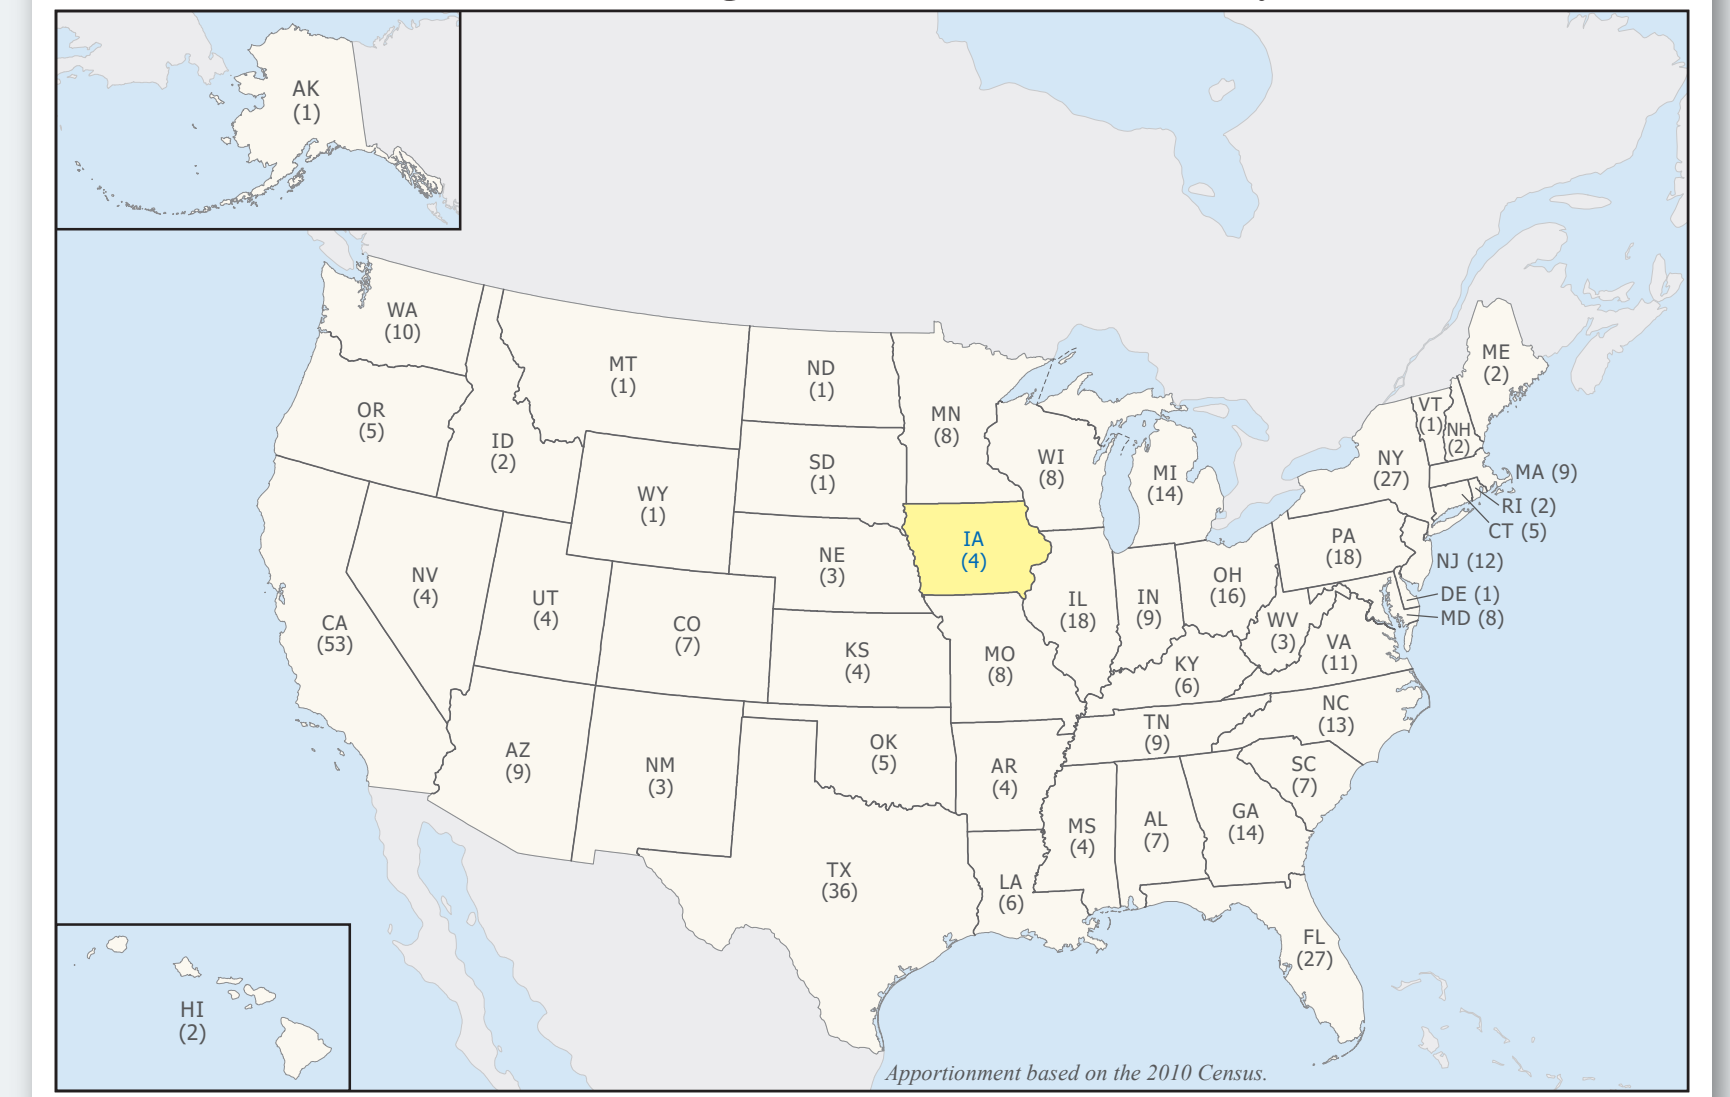 AK
(1)
WA
(10)
MT
(1)
ND
(1)
MN
(8)
ME
(2)
OR
(5)
ID
(2)
SD
(1)
WI
(8)
MI
(14)
VT
(1)
NH
(2)
NY
(27)
MA (9)
RI (2)
CT (5)
WY
(1)
IA
(4)
PA
(18)
NJ (12)
NE
(3)
OH
(16)
DE (1)
MD (8)
NV
(4)
UT
(4)
IL
(18)
IN
(9)
WV
(3)
CA
(53)
CO
(7)
KS
(4)
MO
(8)
KY
(6)
VA
(11)
NC
(13)
TN
(9)
AZ
(9)
NM
(3)
OK
(5)
AR
(4)
SC
(7)
MS
(4)
AL
(7)
GA
(14)
TX
(36)
LA
(6)
FL
(27)
HI
(2)
Apportionment based on the 2010 Census.